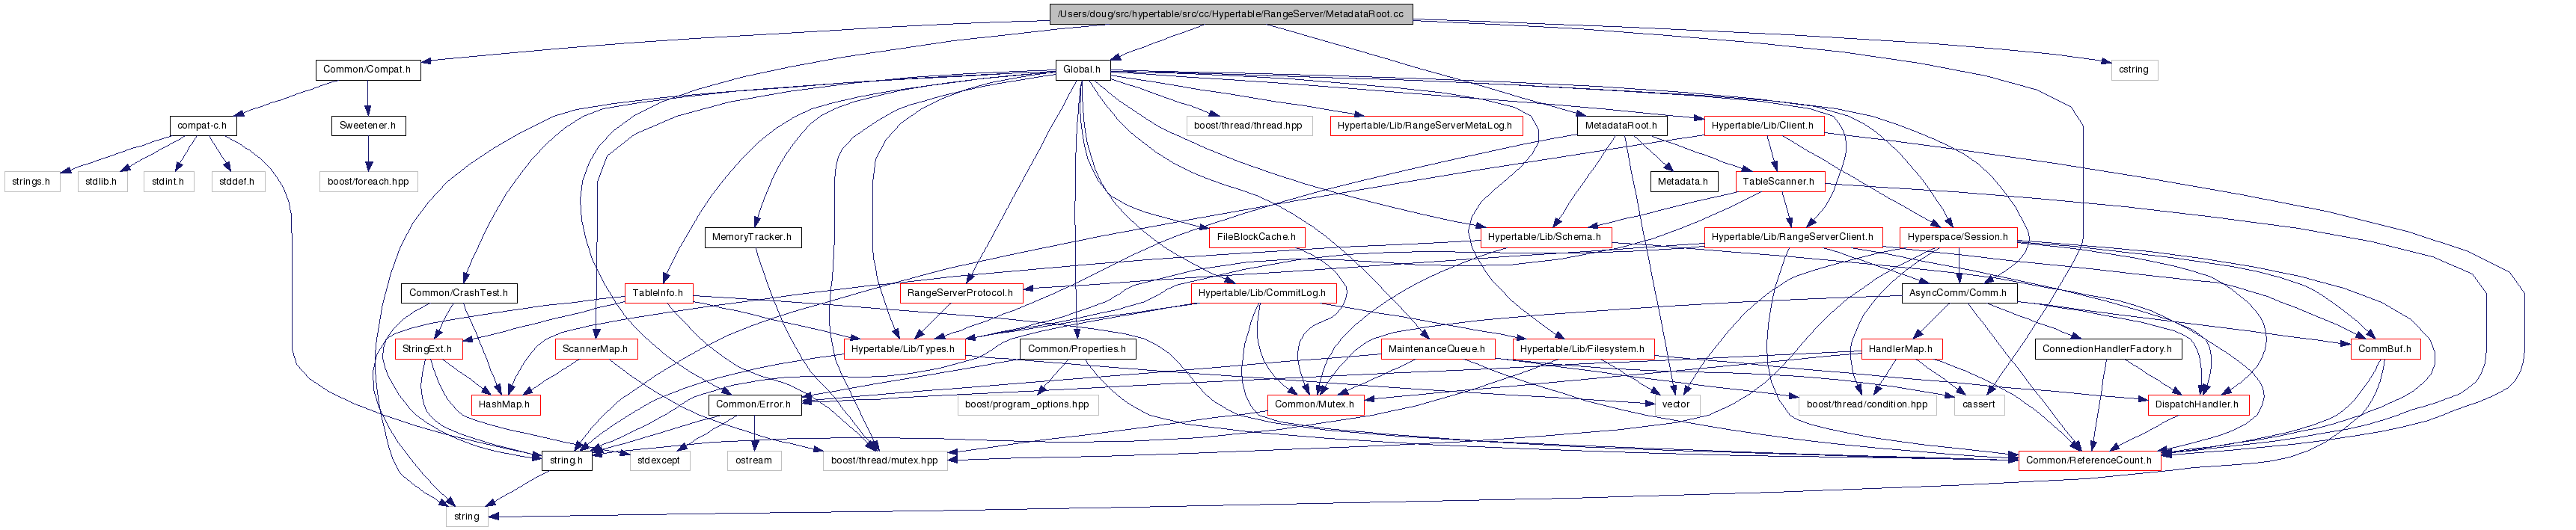 /Users/doug/src/hypertable/src/cc/Hypertable/RangeServer/MetadataRoot.cc
Common/Compat.h
Global.h
cstring
compat-c.h
Sweetener.h
boost/thread/thread.hpp
Hypertable/Lib/RangeServerMetaLog.h
MetadataRoot.h
Hypertable/Lib/Client.h
strings.h
stdlib.h
stdint.h
stddef.h
boost/foreach.hpp
Metadata.h
TableScanner.h
MemoryTracker.h
FileBlockCache.h
Hypertable/Lib/Schema.h
Hypertable/Lib/RangeServerClient.h
Hyperspace/Session.h
Common/CrashTest.h
TableInfo.h
RangeServerProtocol.h
Hypertable/Lib/CommitLog.h
AsyncComm/Comm.h
StringExt.h
ScannerMap.h
Hypertable/Lib/Types.h
Common/Properties.h
MaintenanceQueue.h
Hypertable/Lib/Filesystem.h
HandlerMap.h
ConnectionHandlerFactory.h
CommBuf.h
HashMap.h
Common/Error.h
boost/program_options.hpp
Common/Mutex.h
vector
boost/thread/condition.hpp
cassert
DispatchHandler.h
string.h
stdexcept
ostream
boost/thread/mutex.hpp
Common/ReferenceCount.h
string